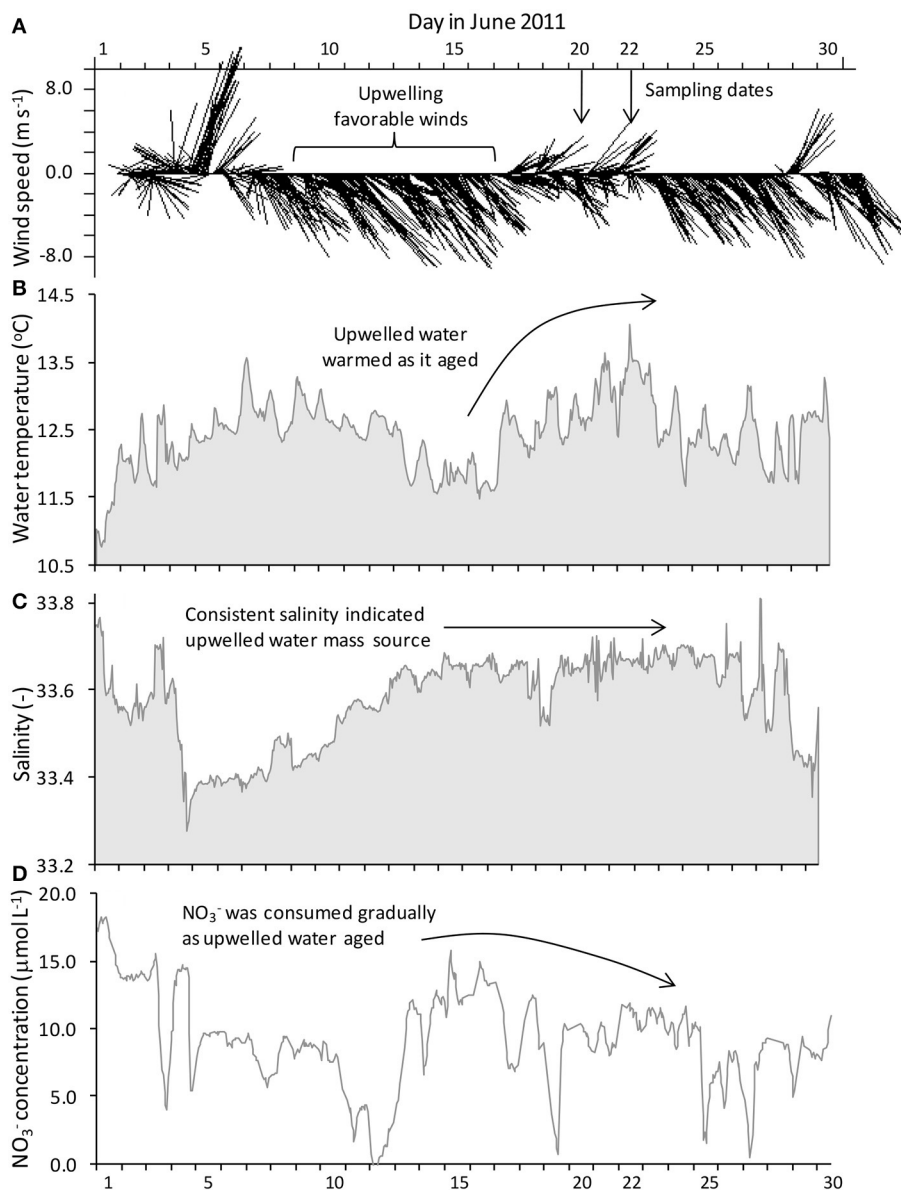 Day in June 2011
A
1 5 10 15 20 22 25 30
Wind speed (m s-1)
8.0
0.0
-8.0
Upwelling
favorable winds
Sampling dates
B
Water temperature (ºC)
14.5
13.5
12.5
11.5
10.5
Upwelled water
warmed as it aged
C
Salinity (-)
33.8
33.6
33.4
33.2
Consistent salinity indicated
upwelled water mass source
D
NO3- concentration (µmol L-1)
20.0
15.0
10.0
5.0
0.0
NO3- was consumed gradually
as upwelled water aged
1 5 10 15 20 22 25 30